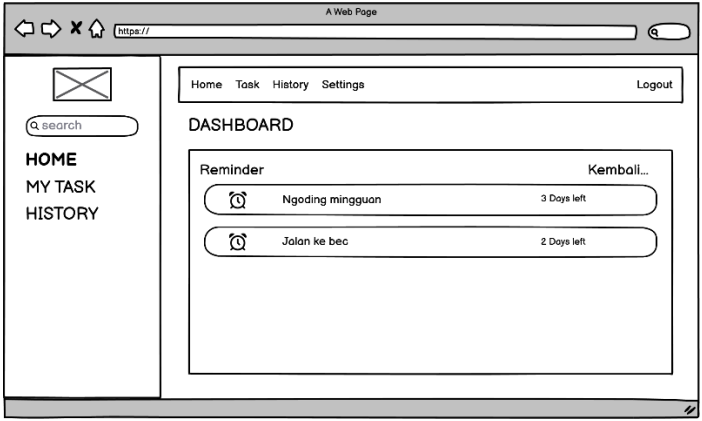 A Web Page
https://
search
HOME
MY TASK
HISTORY
Home Task History Settings Logout
DASHBOARD
Reminder Kembali...
Ngoding mingguan 3 Days left
Jalan ke bec 2 Days left